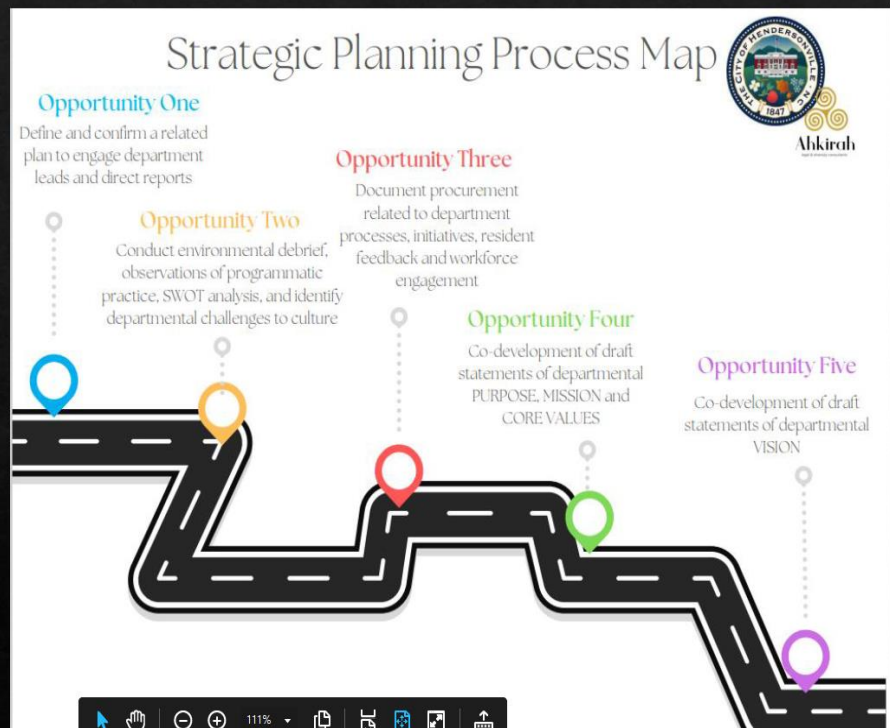 Strategic Planning Process Map
THE CITY OF HENDERSONVILLE, NC
1847
Ahkirah
Opportunity One
Define and confirm a related
plan to engage department
leads and direct reports
Opportunity Two
Conduct environmental debrief,
observations of programmatic
practice, SWOT analysis, and identify
departmental challenges to culture
Opportunity Three
Document procurement
related to department
processes, initiatives, resident
feedback and workforce
engagement
Opportunity Four
Co-development of draft
statements of departmental
PURPOSE, MISSION and
CORE VALUES
Opportunity Five
Co-development of draft
statements of departmental
VISION
111%